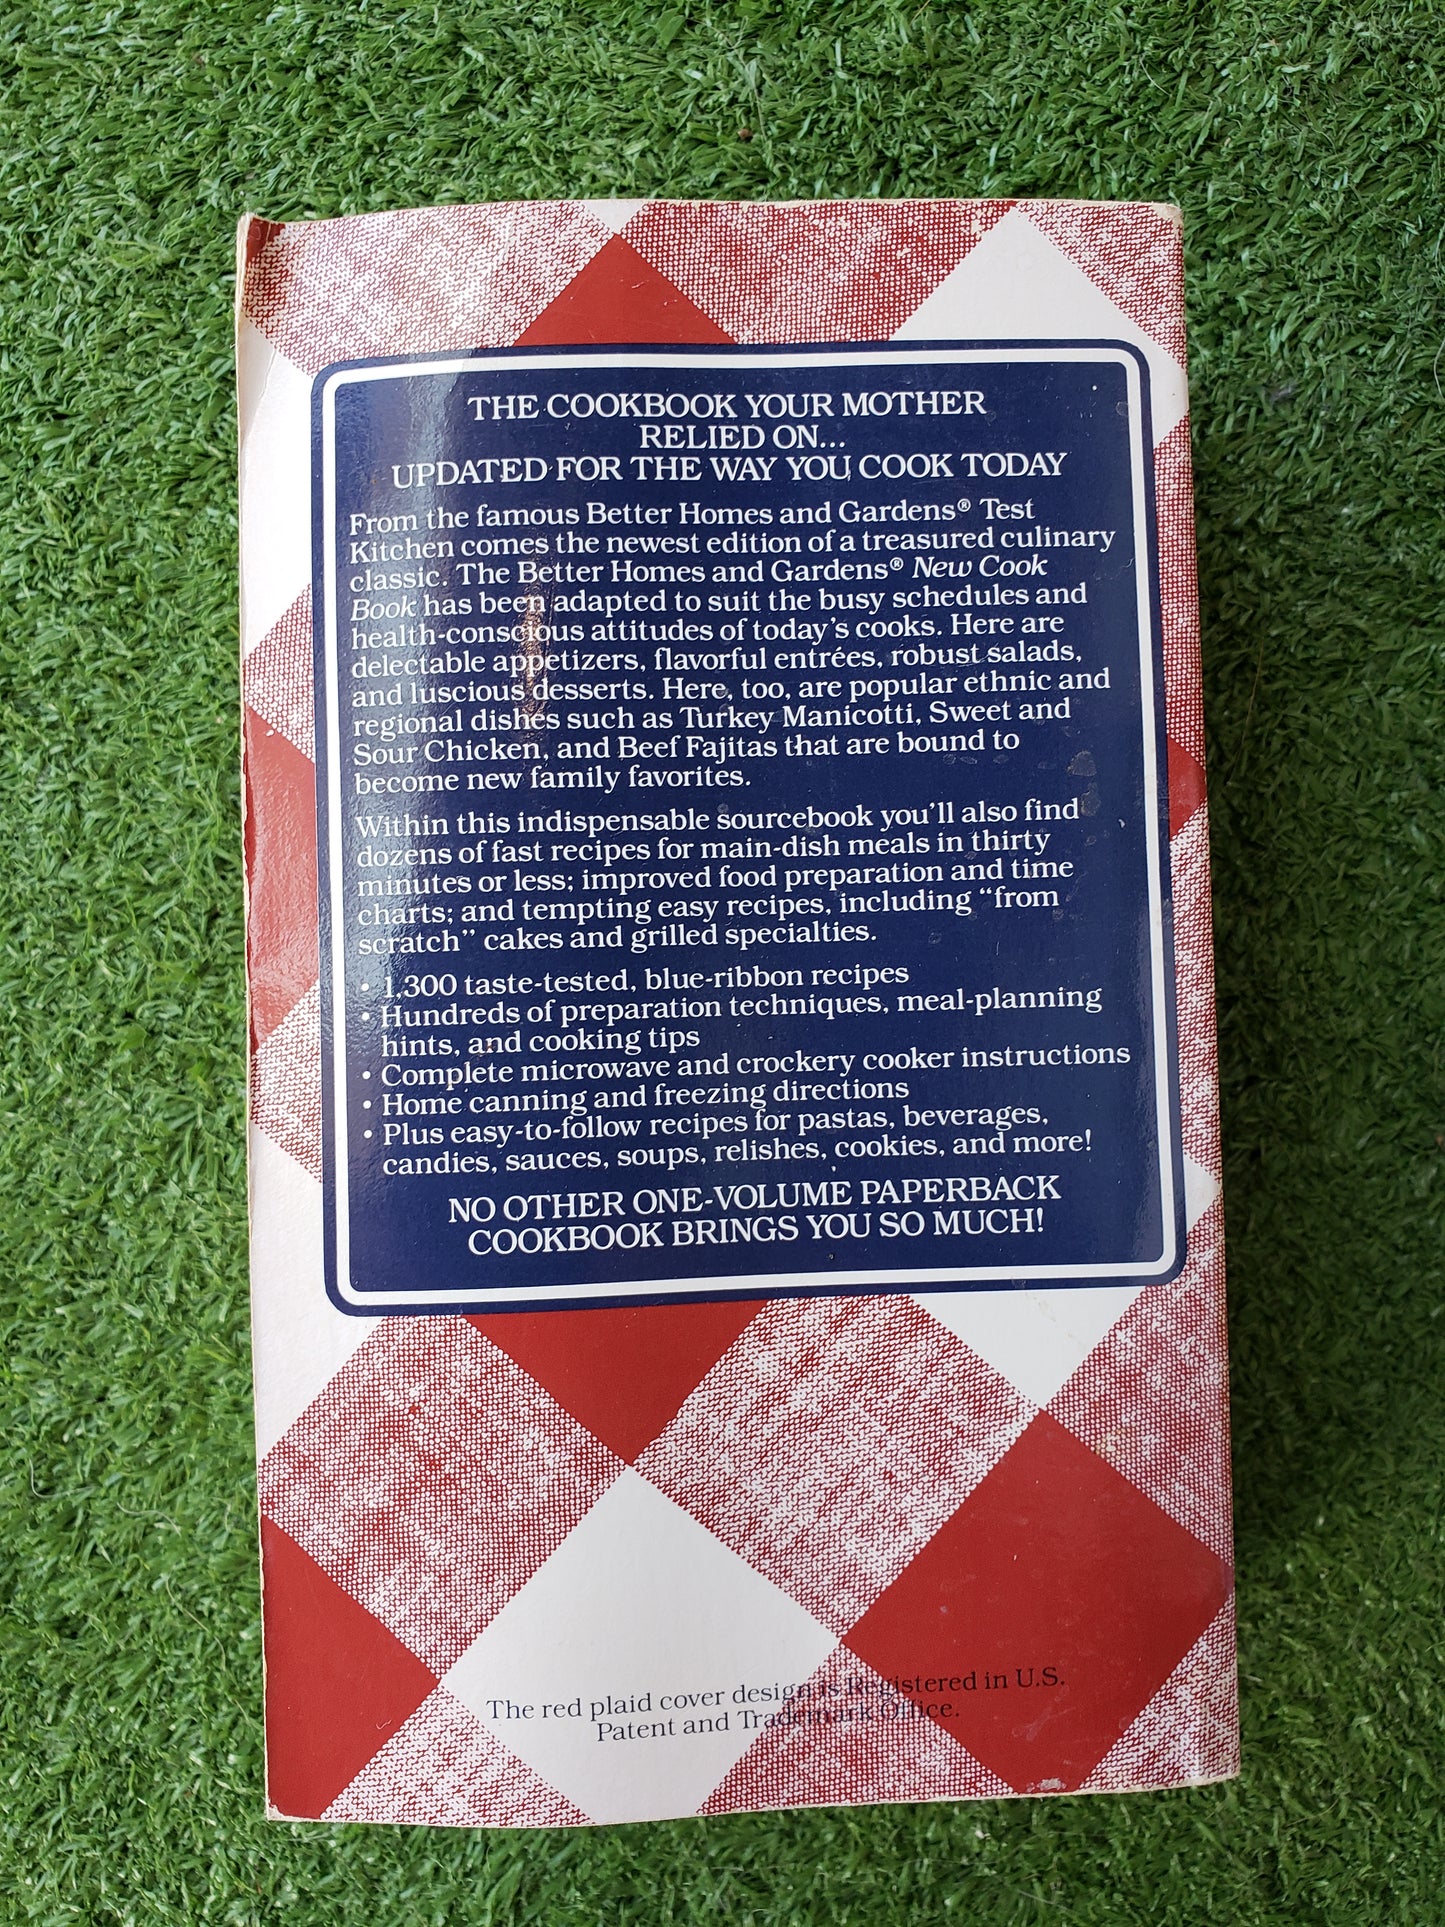 THE COOKBOOK YOUR MOTHER
RELIED ON...
UPDATED FOR THE WAY YOU COOK TODAY
From the famous Better Homes and Gardens® Test
Kitchen comes the newest edition of a treasured culinary
classic. The Better Homes and Gardens® New Cook
Book has been adapted to suit the busy schedules and
health-conscious attitudes of today's cooks. Here are
delectable appetizers, flavorful entrées, robust salads,
and luscious desserts. Here, too, are popular ethnic and
regional dishes such as Turkey Manicotti, Sweet and
Sour Chicken, and Beef Fajitas that are bound to
become new family favorites.
Within this indispensable sourcebook you'll also find
dozens of fast recipes for main-dish meals in thirty
minutes or less; improved food preparation and time
charts; and tempting easy recipes, including “from
scratch” cakes and grilled specialties.
• 1,300 taste-tested, blue-ribbon recipes
• Hundreds of preparation techniques, meal-planning
hints, and cooking tips
• Complete microwave and crockery cooker instructions
• Home canning and freezing directions
• Plus easy-to-follow recipes for pastas, beverages,
candies, sauces, soups, relishes, cookies, and more!
NO OTHER ONE-VOLUME PAPERBACK
COOKBOOK BRINGS YOU SO MUCH!
The red plaid cover design is Registered in U.S.
Patent and Trademark Office.